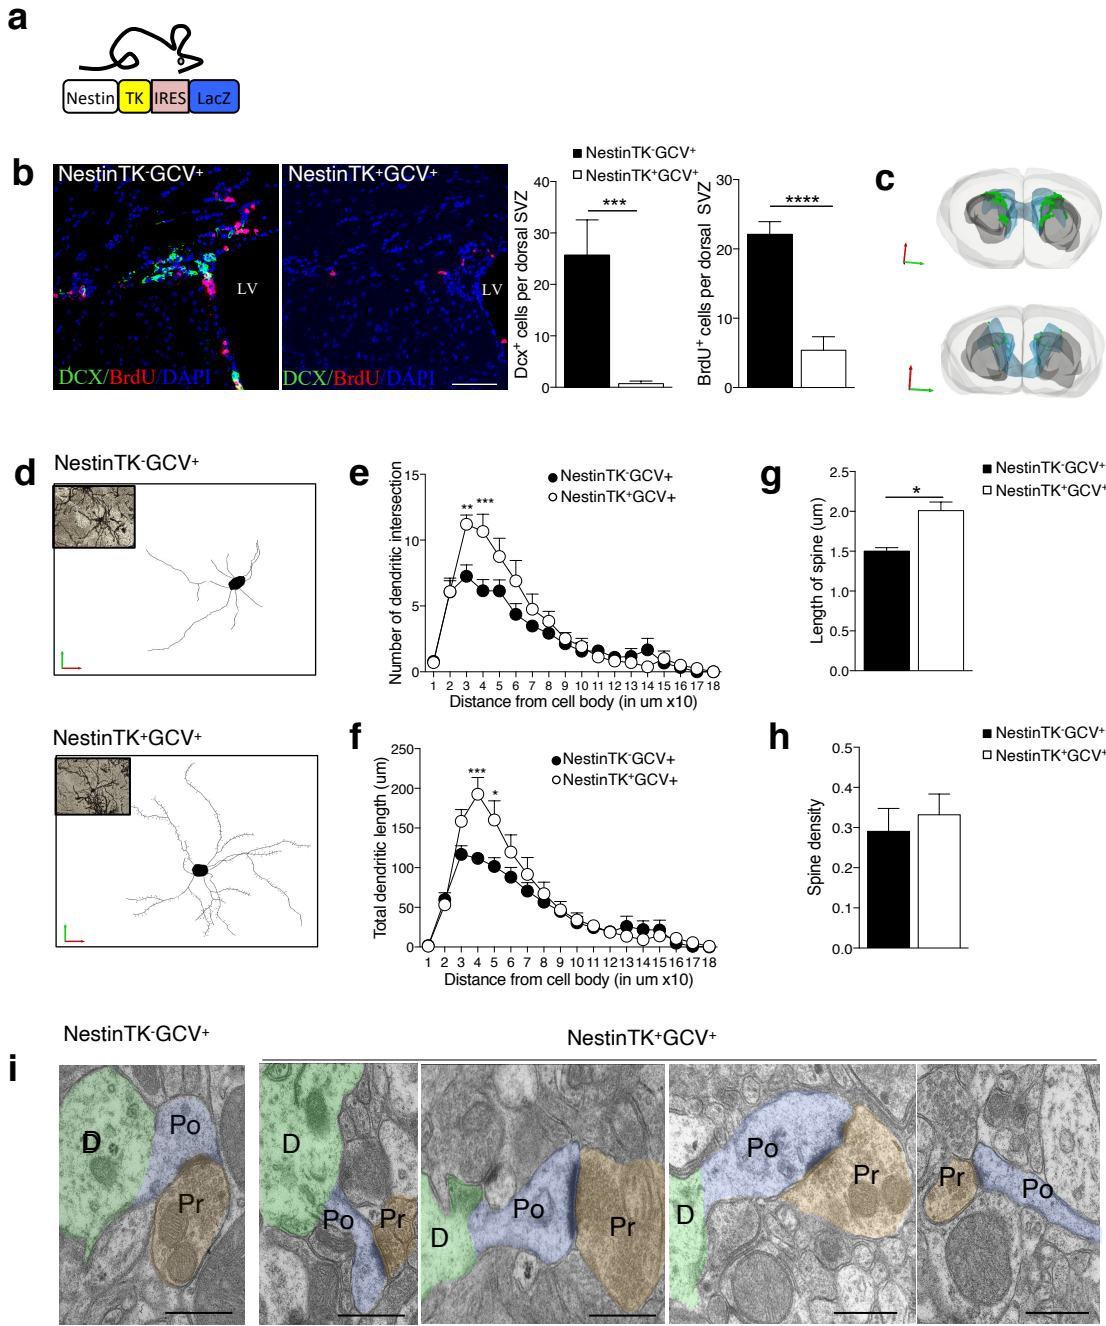 a
Nestin TK IRES LacZ
b
NestinTK⁻GCV⁺
NestinTK⁺GCV⁺
LV
LV
DCX/BrdU/DAPI
DCX/BrdU/DAPI
NestinTK⁻GCV⁺
NestinTK⁺GCV⁺
Dcx⁺ cells per dorsal SVZ
40
30
20
10
0
***
BrdU⁺ cells per dorsal SVZ
30
20
10
0
****
c
d
NestinTK⁻GCV⁺
NestinTK⁺GCV⁺
e
Number of dendritic intersection
15
10
5
0
** ***
NestinTK⁻GCV+
NestinTK⁺GCV+
1 2 3 4 5 6 7 8 9 10 11 12 13 14 15 16 17 18
Distance from cell body (in um x10)
f
Total dendritic length (um)
250
200
150
100
50
0
*** *
NestinTK⁻GCV+
NestinTK⁺GCV+
1 2 3 4 5 6 7 8 9 10 11 12 13 14 15 16 17 18
Distance from cell body (in um x10)
g
Length of spine (um)
2.5
2.0
1.5
1.0
0.5
0.0
*
NestinTK⁻GCV⁺
NestinTK⁺GCV⁺
h
Spine density
0.5
0.4
0.3
0.2
0.1
0.0
NestinTK⁻GCV⁺
NestinTK⁺GCV⁺
i
NestinTK⁻GCV⁺
NestinTK⁺GCV⁺
D Po Pr
D Po Pr
D Po Pr
D Po Pr
Pr Po